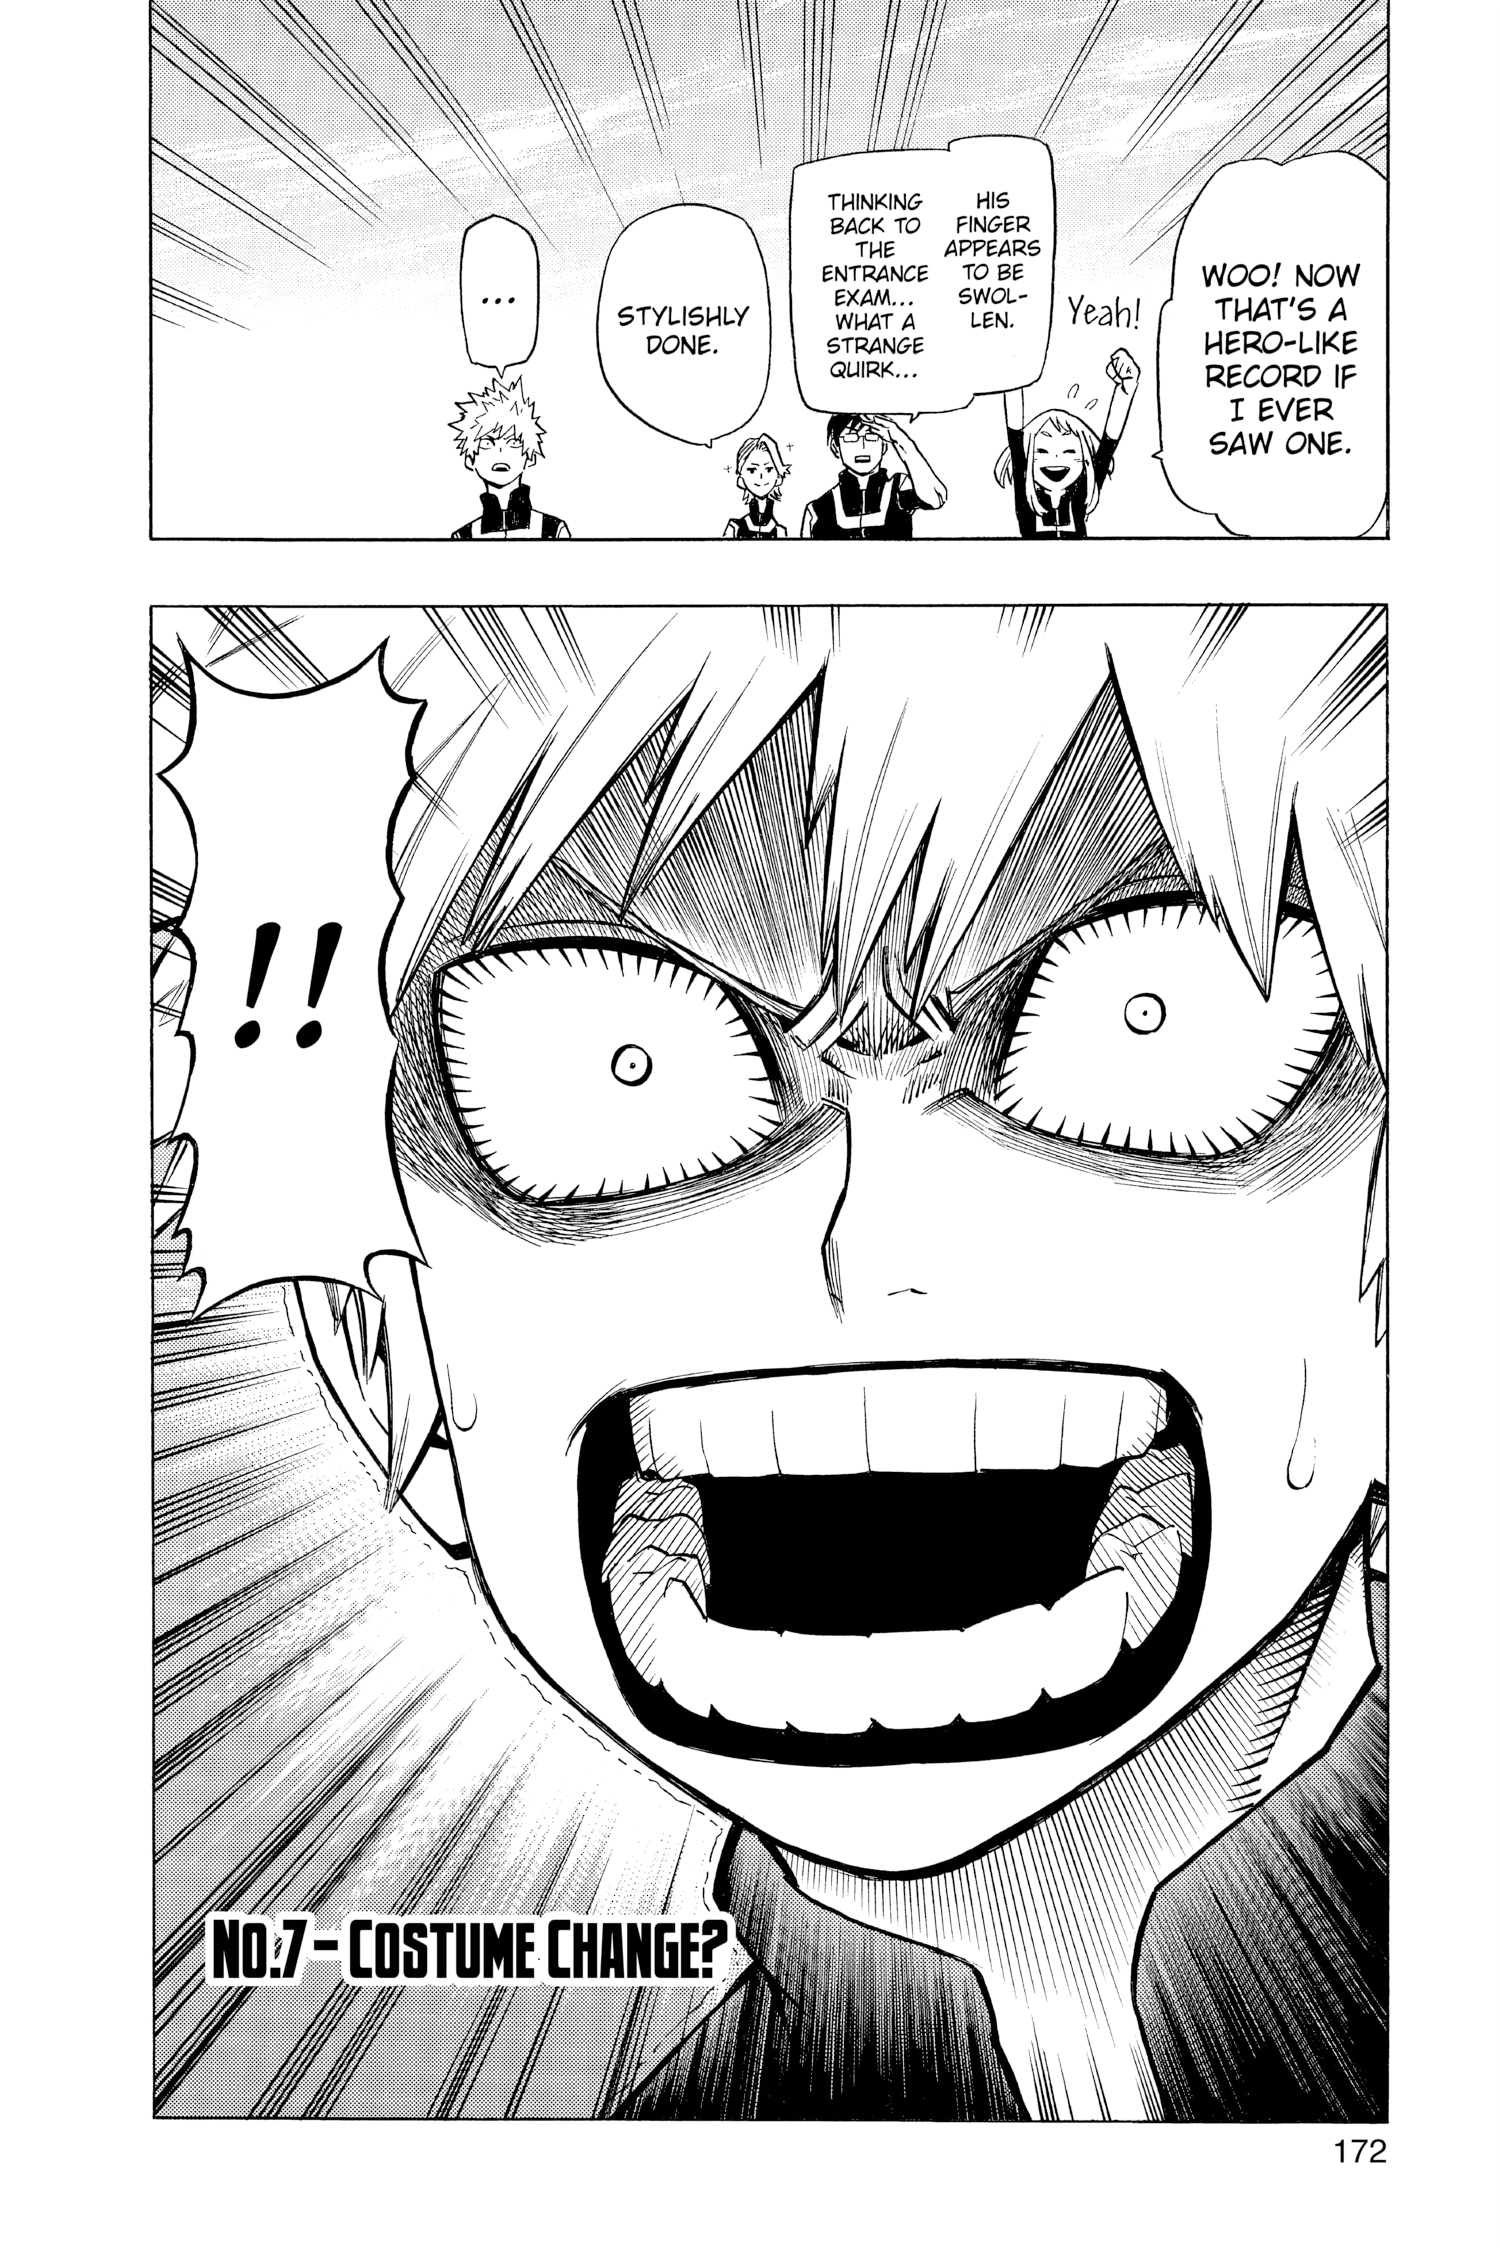 WOO! NOW
THAT'S A
HERO-LIKE
RECORD IF
I EVER
SAW ONE.
Yeah!
HIS
FINGER
APPEARS
TO BE
SWOL-
LEN.
THINKING
BACK TO
THE
ENTRANCE
EXAM...
WHAT A
STRANGE
QUIRK...
STYLISHLY
DONE.
...
!!
No.7 - Costume Change?
172